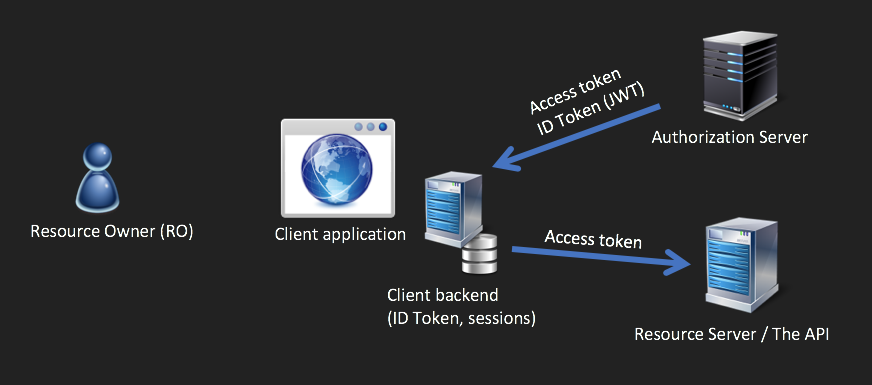 Access token
ID Token (JWT)
Authorization Server
Resource Owner (RO)
Client application
Access token
Client backend
(ID Token, sessions)
Resource Server / The API